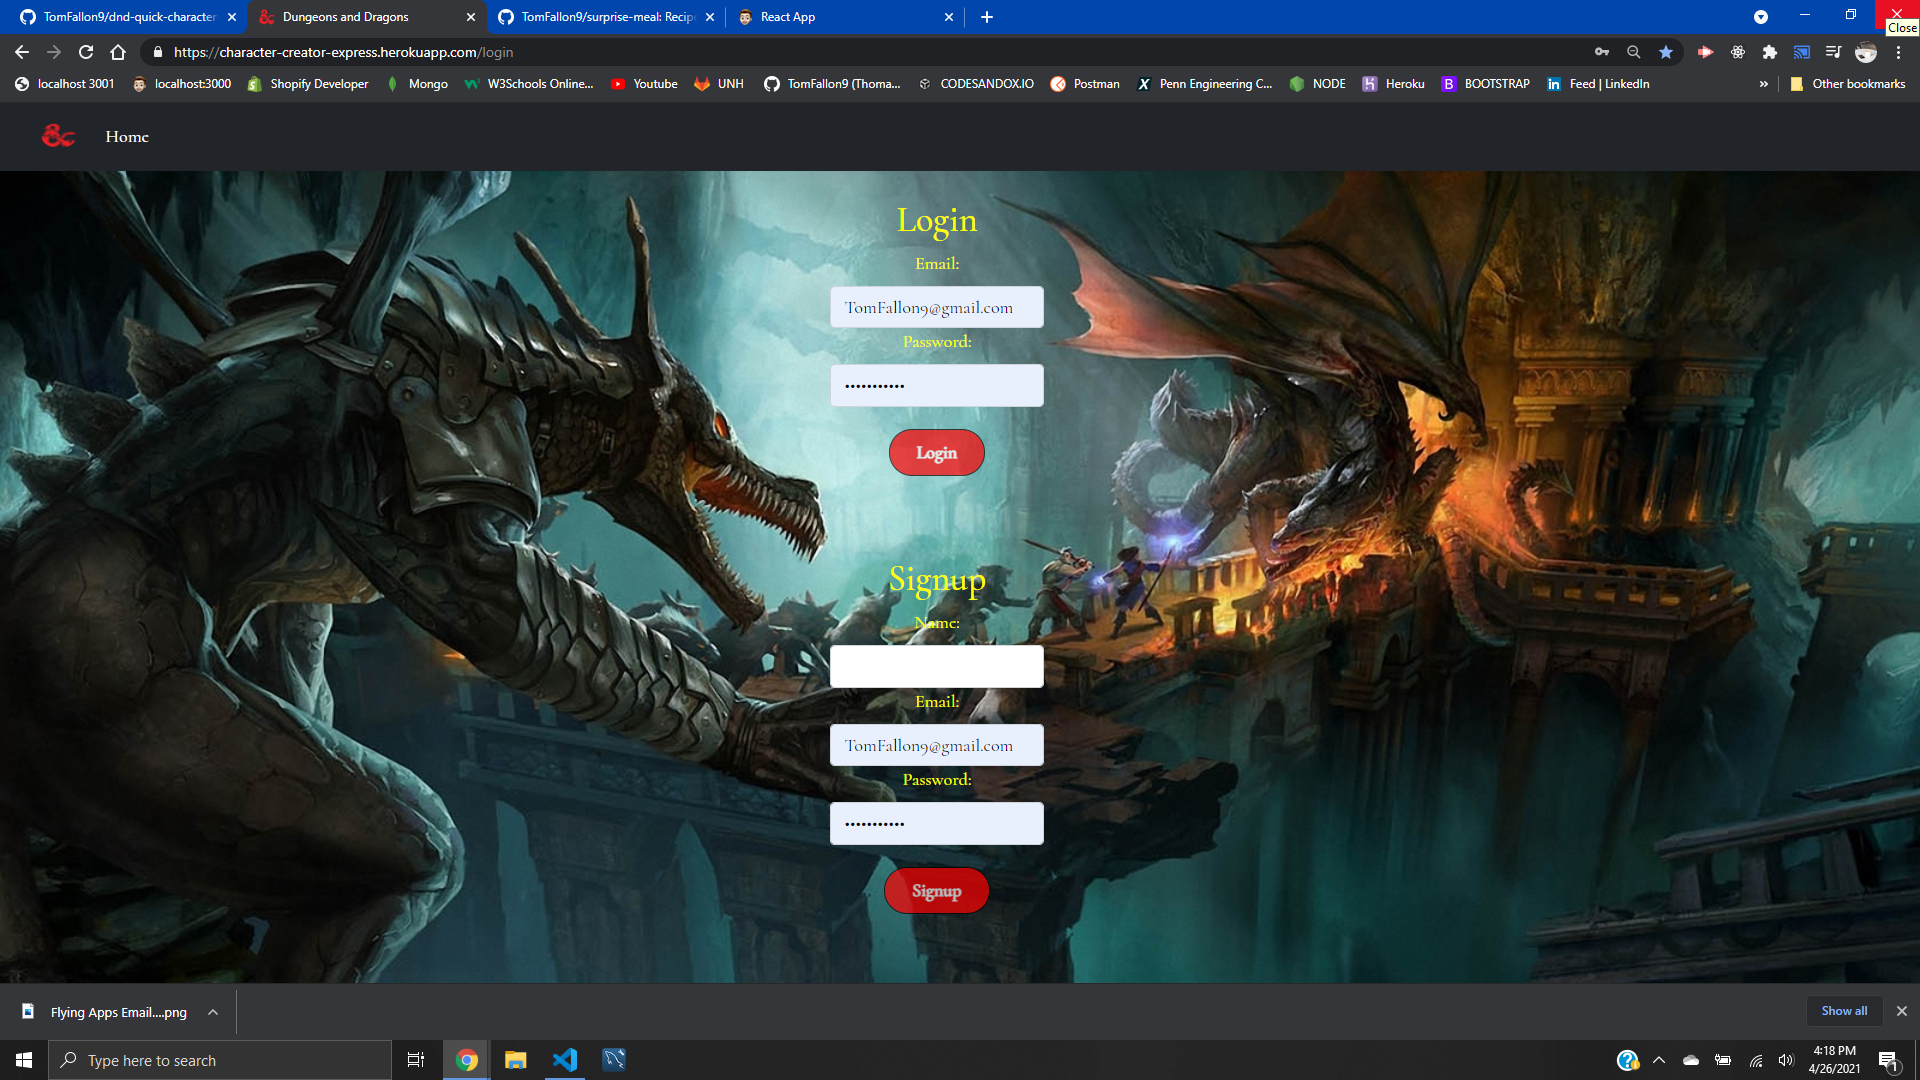 TomFallon9/dnd-quick-character
Dungeons and Dragons
TomFallon9/surprise-meal: Recipe
React App
Close
https://character-creator-express.herokuapp.com/login
localhost 3001
localhost:3000
Shopify Developer
Mongo
W3Schools Online...
Youtube
UNH
TomFallon9 (Thoma...
CODESANDOX.IO
Postman
Penn Engineering C...
NODE
Heroku
BOOTSTRAP
Feed | LinkedIn
Other bookmarks
Home
Login
Email:
TomFallon9@gmail.com
Password:
Login
Signup
Name:
Email:
TomFallon9@gmail.com
Password:
Signup
Flying Apps Email....png
Show all
Type here to search
4:18 PM
4/26/2021
1